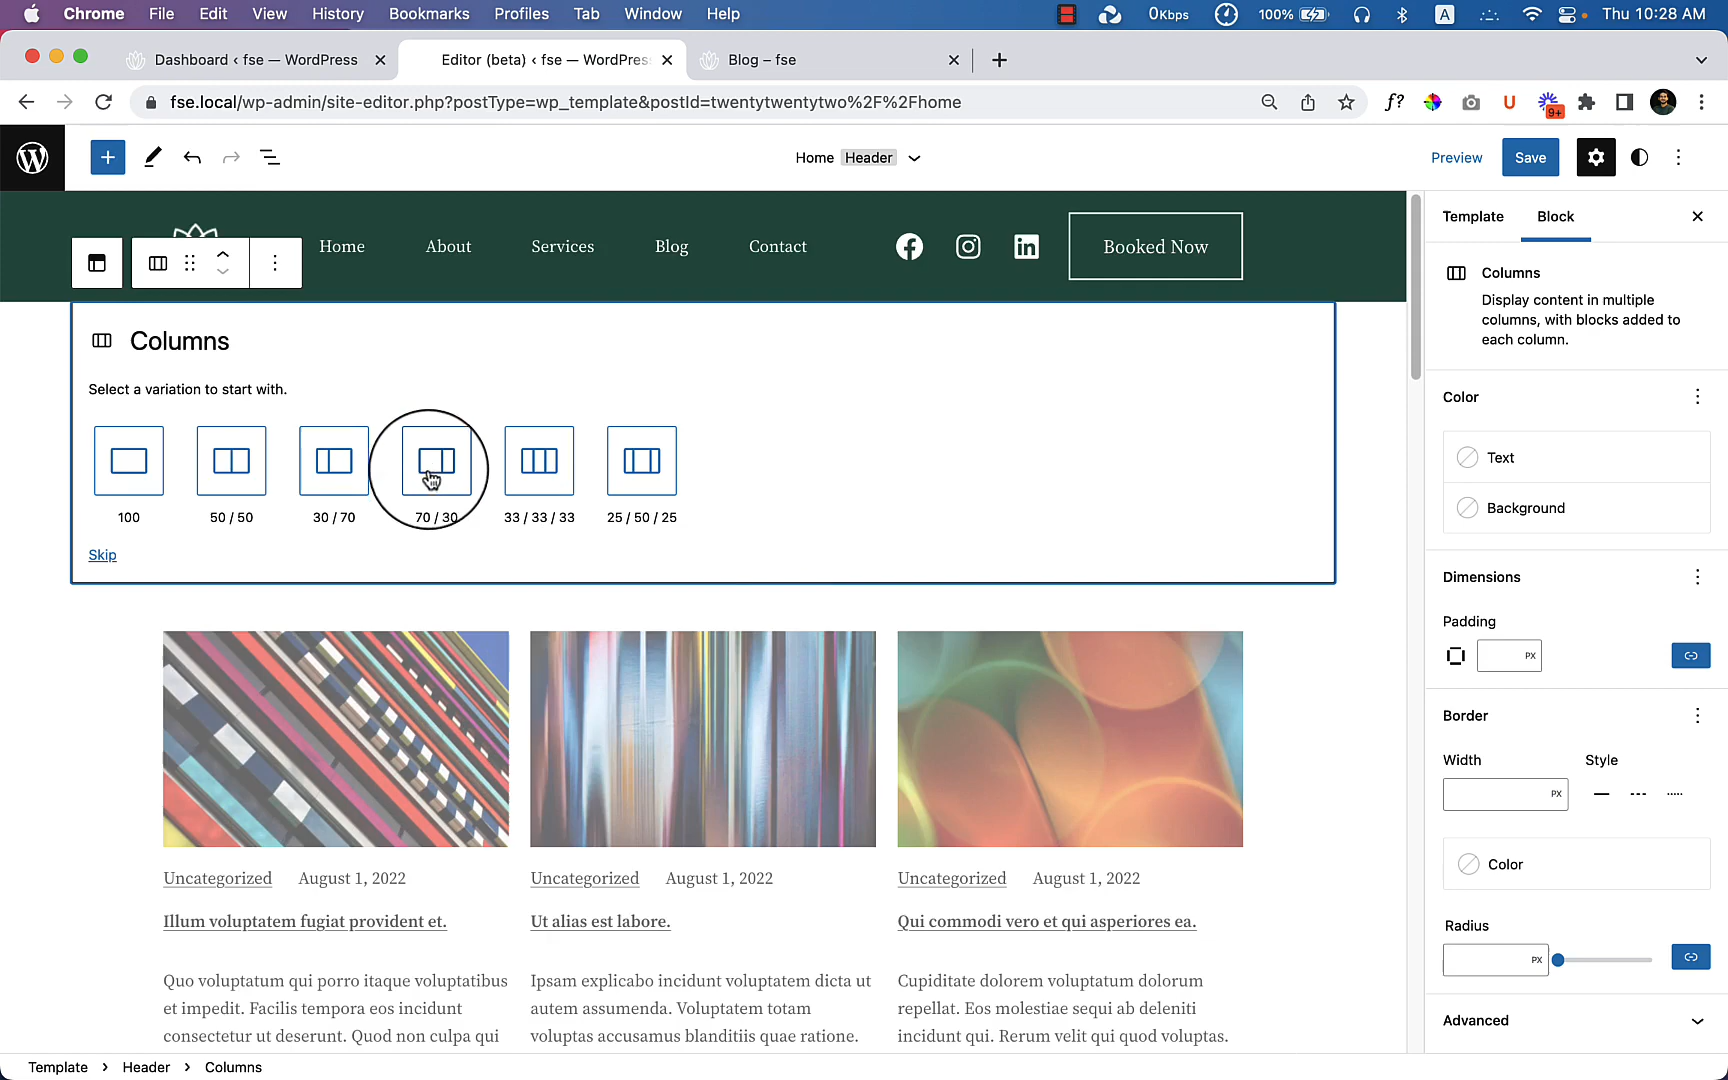 Chrome File Edit View History Bookmarks Profiles Tab Window Help 0Kbps 100% A Thu 10:28 AM
Dashboard ‹ fse — WordPress Editor (beta) ‹ fse — WordPres Blog – fse
fse.local/wp-admin/site-editor.php?postType=wp_template&postId=twentytwentytwo%2F%2Fhome f? U 9+
Home Header Preview Save
Home About Services Blog Contact Booked Now
Template Block
Columns
Display content in multiple
columns, with blocks added to
each column.
Columns
Select a variation to start with.
100 50 / 50 30 / 70 70 / 30 33 / 33 / 33 25 / 50 / 25
Skip
Color
Text
Background
Dimensions
Padding
PX
Border
Width Style
PX
Color
Radius
PX
Advanced
Uncategorized August 1, 2022
Illum voluptatem fugiat provident et.
Quo voluptatum qui porro itaque voluptatibus
et impedit. Facilis tempora eos incidunt
consectetur ut deserunt. Quod non culpa qui
Uncategorized August 1, 2022
Ut alias est labore.
Ipsam explicabo incidunt voluptatem dicta ut
autem assumenda. Voluptatem totam
voluptas accusamus blanditiis quae ratione.
Uncategorized August 1, 2022
Qui commodi vero et qui asperiores ea.
Cupiditate dolorem voluptatum dolorum
repellat. Eos molestiae sequi ab deleniti
incidunt qui. Rerum velit qui quod voluptas.
Template › Header › Columns